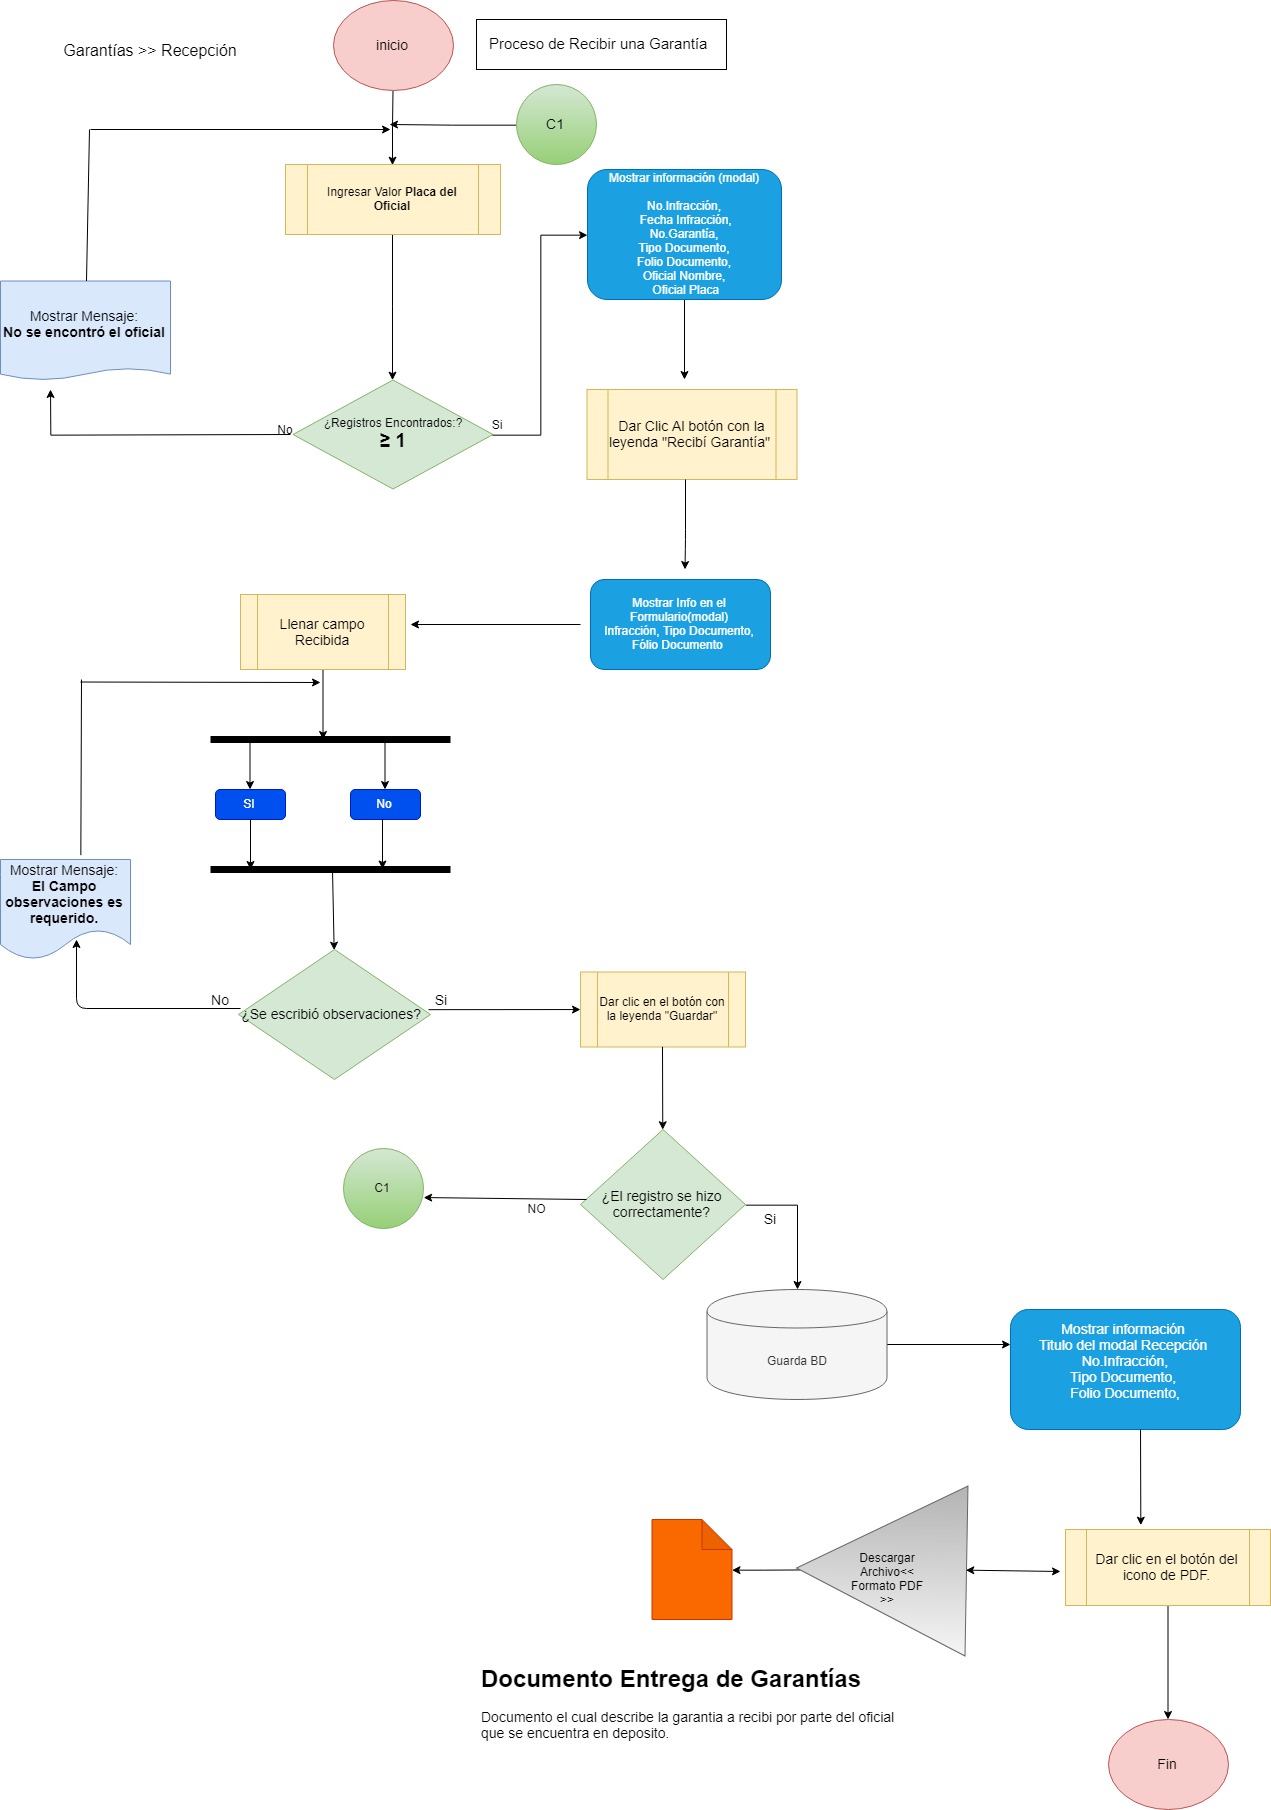 inicio
Proceso de Recibir una Garantía
Garantías >> Recepción
C1
Ingresar Valor Placa del
Oficial
Mostrar información (modal)
No.Infracción,
Fecha Infracción,
No.Garantía,
Tipo Documento,
Folio Documento,
Oficial Nombre,
Oficial Placa
Mostrar Mensaje:
No se encontró el oficial
¿Registros Encontrados:?
≥ 1
No
Si
Dar Clic Al botón con la
leyenda "Recibí Garantía"
Mostrar Info en el
Formulario(modal)
Infracción, Tipo Documento,
Fólio Documento
Llenar campo
Recibida
SI
No
Mostrar Mensaje:
El Campo
observaciones es
requerido.
No
¿Se escribió observaciones?
Si
Dar clic en el botón con
la leyenda "Guardar"
C1
NO
¿El registro se hizo
correctamente?
Si
Guarda BD
Mostrar información
Titulo del modal Recepción
No.Infracción,
Tipo Documento,
Folio Documento,
Descargar
Archivo<<
Formato PDF
>>
Dar clic en el botón del
icono de PDF.
Documento Entrega de Garantías
Documento el cual describe la garantia a recibi por parte del oficial
que se encuentra en deposito.
Fin